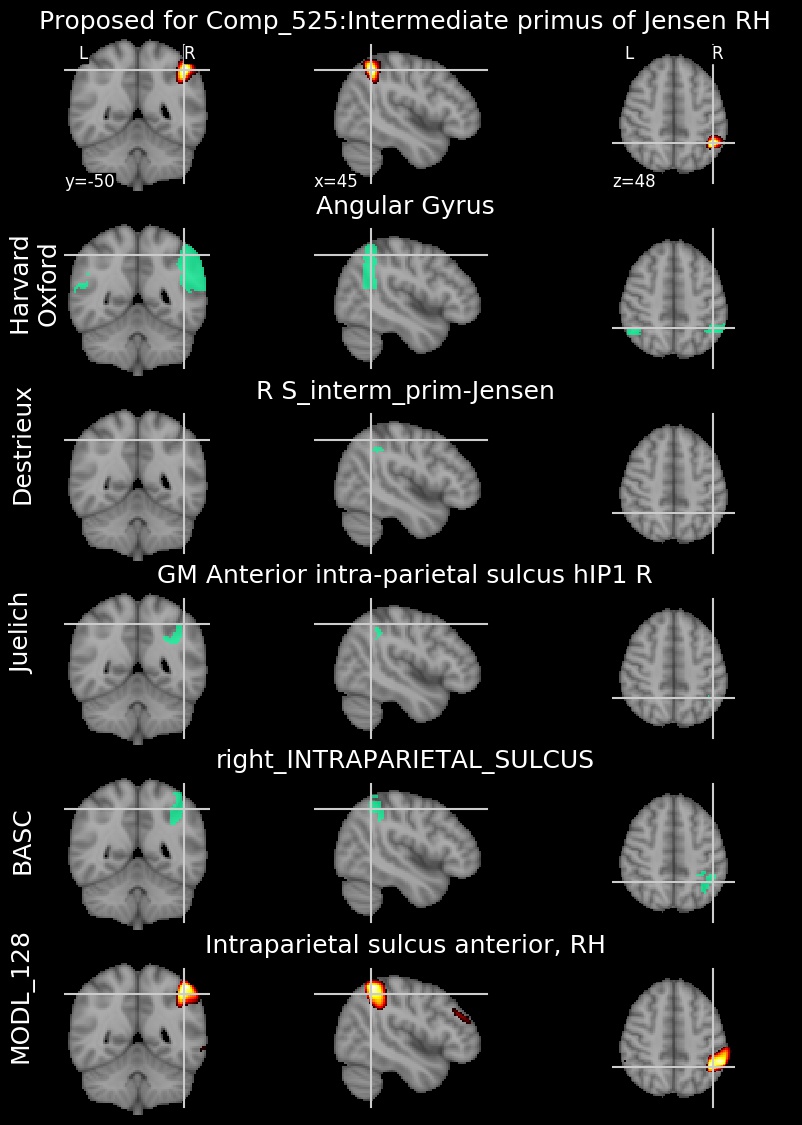 Proposed for Comp_525:Intermediate primus of Jensen RH
L R L R
y=-50 x=45 z=48
Angular Gyrus
Harvard
Oxford
R S_interm_prim-Jensen
Destrieux
GM Anterior intra-parietal sulcus hIP1 R
Juelich
right_INTRAPARIETAL_SULCUS
BASC
Intraparietal sulcus anterior, RH
MODL_128